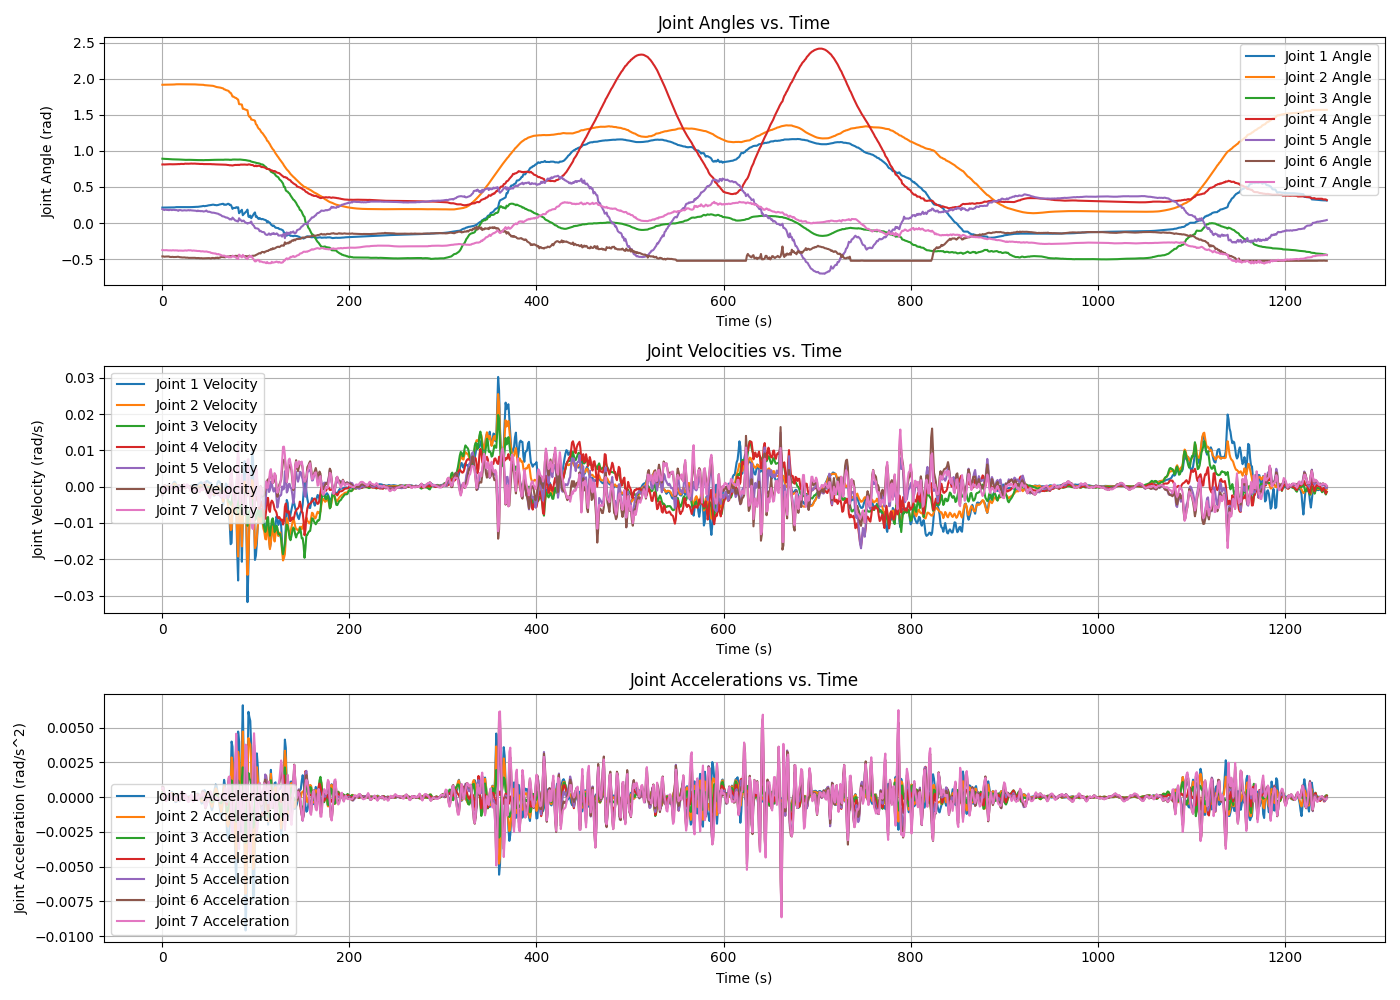 Joint Angles vs. Time
2.5
2.0
1.5
1.0
0.5
0.0
−0.5
Joint Angle (rad)
Joint 1 Angle
Joint 2 Angle
Joint 3 Angle
Joint 4 Angle
Joint 5 Angle
Joint 6 Angle
Joint 7 Angle
0 200 400 600 800 1000 1200
Time (s)
Joint Velocities vs. Time
0.03
0.02
0.01
0.00
−0.01
−0.02
−0.03
Joint Velocity (rad/s)
Joint 1 Velocity
Joint 2 Velocity
Joint 3 Velocity
Joint 4 Velocity
Joint 5 Velocity
Joint 6 Velocity
Joint 7 Velocity
0 200 400 600 800 1000 1200
Time (s)
Joint Accelerations vs. Time
0.0050
0.0025
0.0000
−0.0025
−0.0050
−0.0075
−0.0100
Joint Acceleration (rad/s^2)
Joint 1 Acceleration
Joint 2 Acceleration
Joint 3 Acceleration
Joint 4 Acceleration
Joint 5 Acceleration
Joint 6 Acceleration
Joint 7 Acceleration
0 200 400 600 800 1000 1200
Time (s)